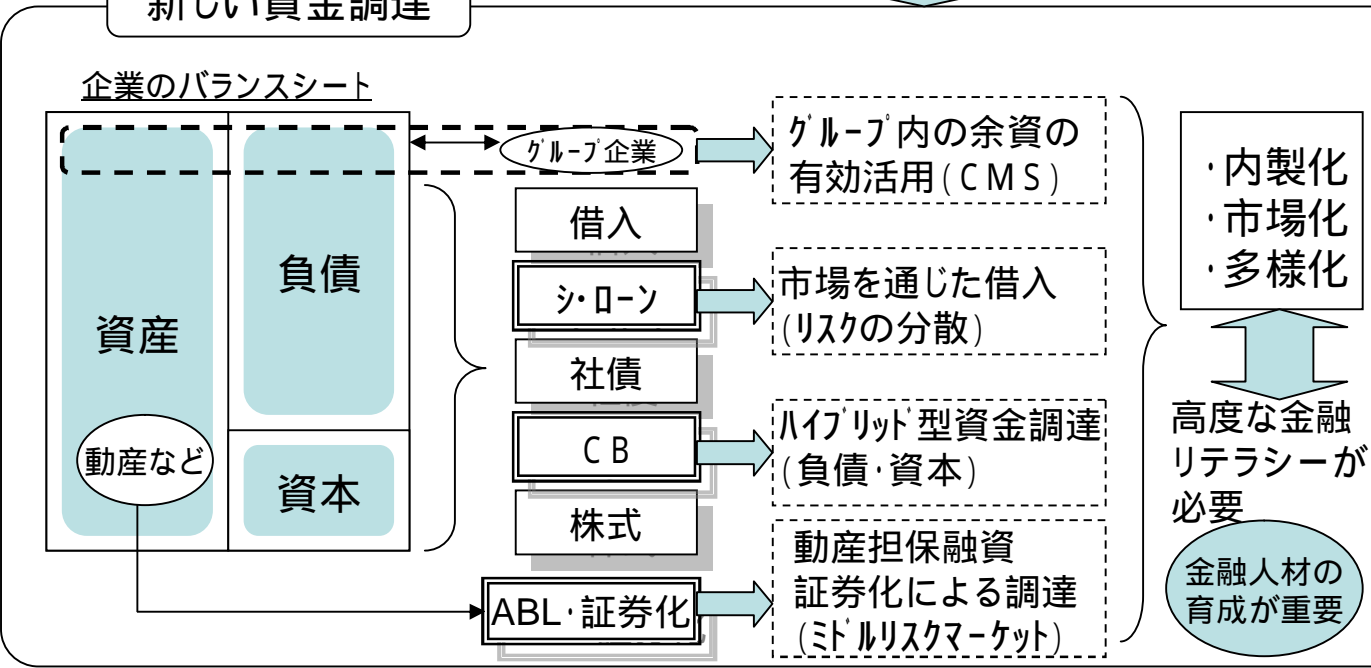 新しい資金調達
企業のバランスシート
資産
動産など
負債
資本
ｸﾞﾙｰﾌﾟ企業
借入
ｼ・ﾛｰﾝ
社債
ＣＢ
株式
ABL・証券化
ｸﾞﾙｰﾌﾟ内の余資の
有効活用(ＣＭＳ)
市場を通じた借入
(ﾘｽｸの分散)
ﾊｲﾌﾞﾘｯﾄﾞ型資金調達
(負債・資本)
動産担保融資
証券化による調達
(ﾐﾄﾞﾙﾘｽｸﾏｰｹｯﾄ)
・内製化
・市場化
・多様化
高度な金融
リテラシーが
必要
金融人材の
育成が重要